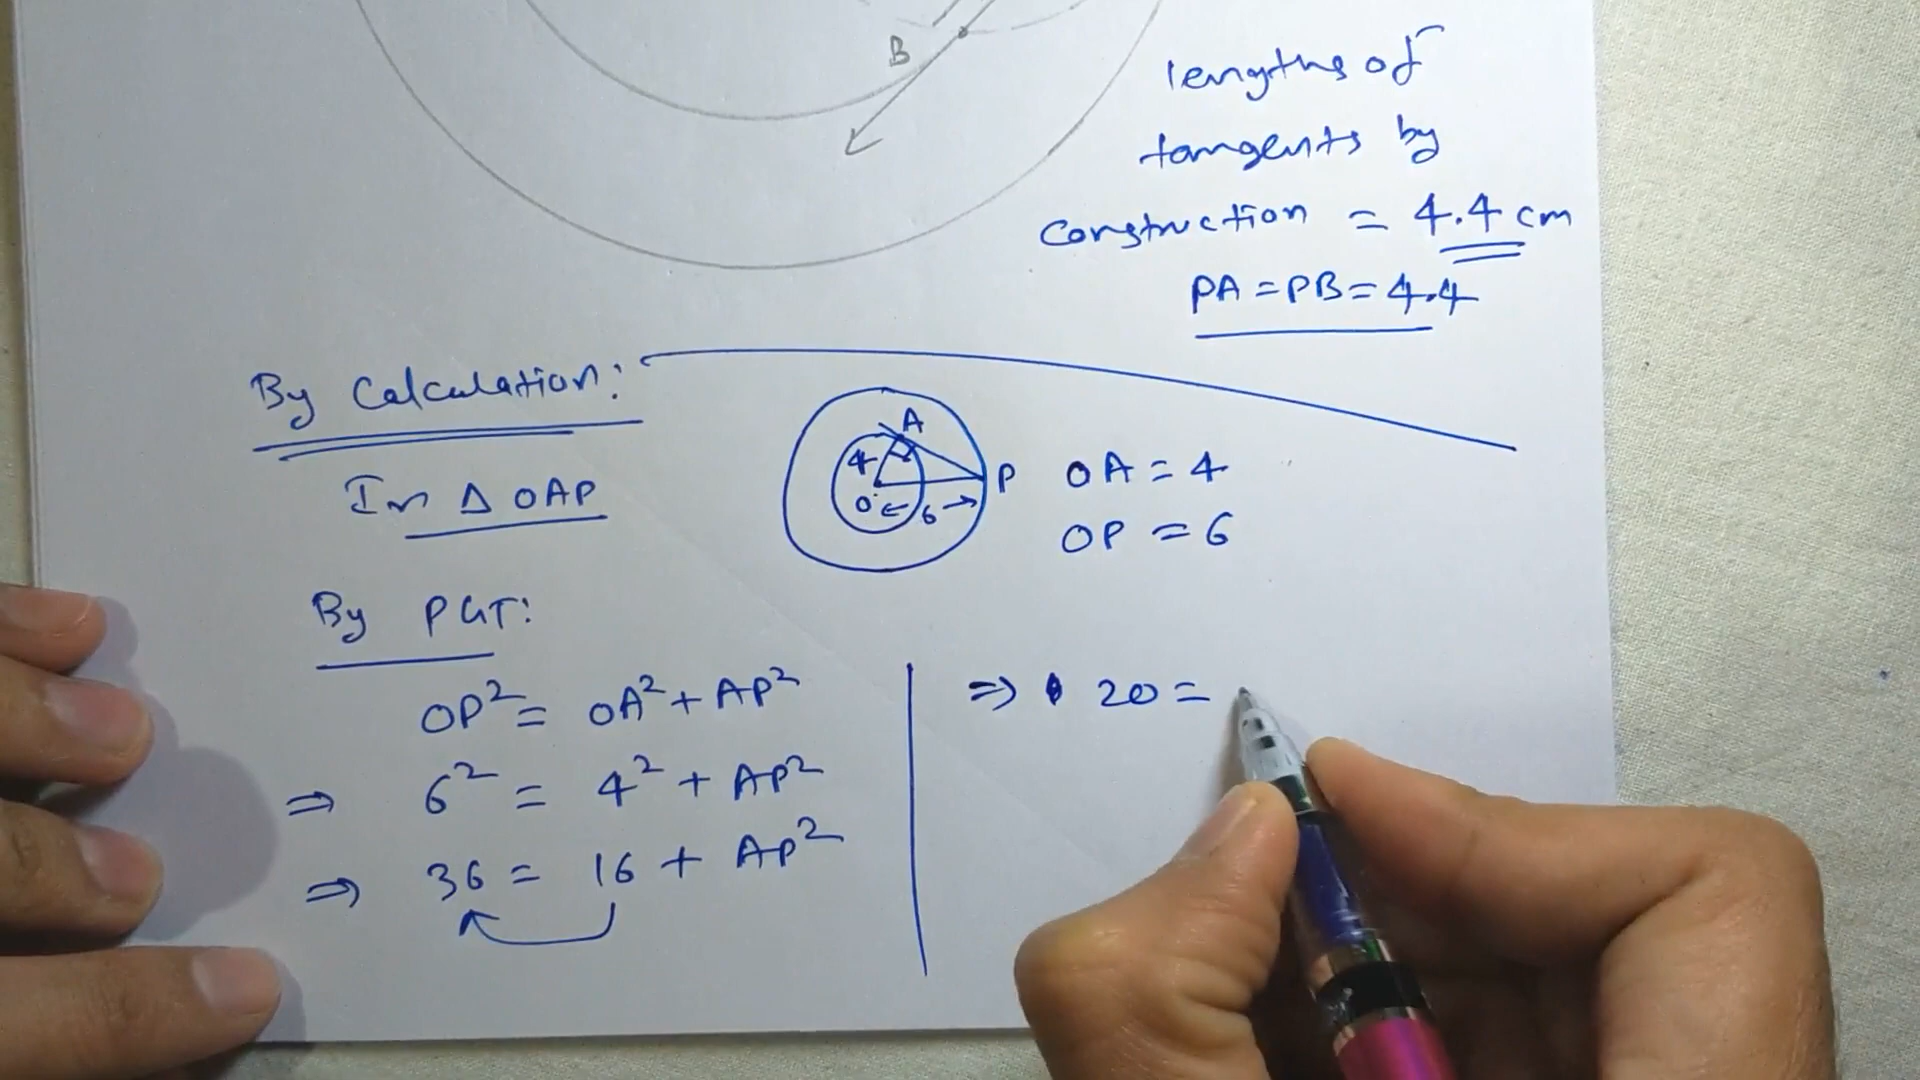 B
lengths of
tangents by
construction = 4.4 cm
PA = PB = 4.4
By Calculation:
In Δ OAP
A
4
O
6
P
OA = 4
OP = 6
By PGT:
OP² = OA² + AP²
⇒ 6² = 4² + AP²
⇒ 36 = 16 + AP²
⇒ 20 =